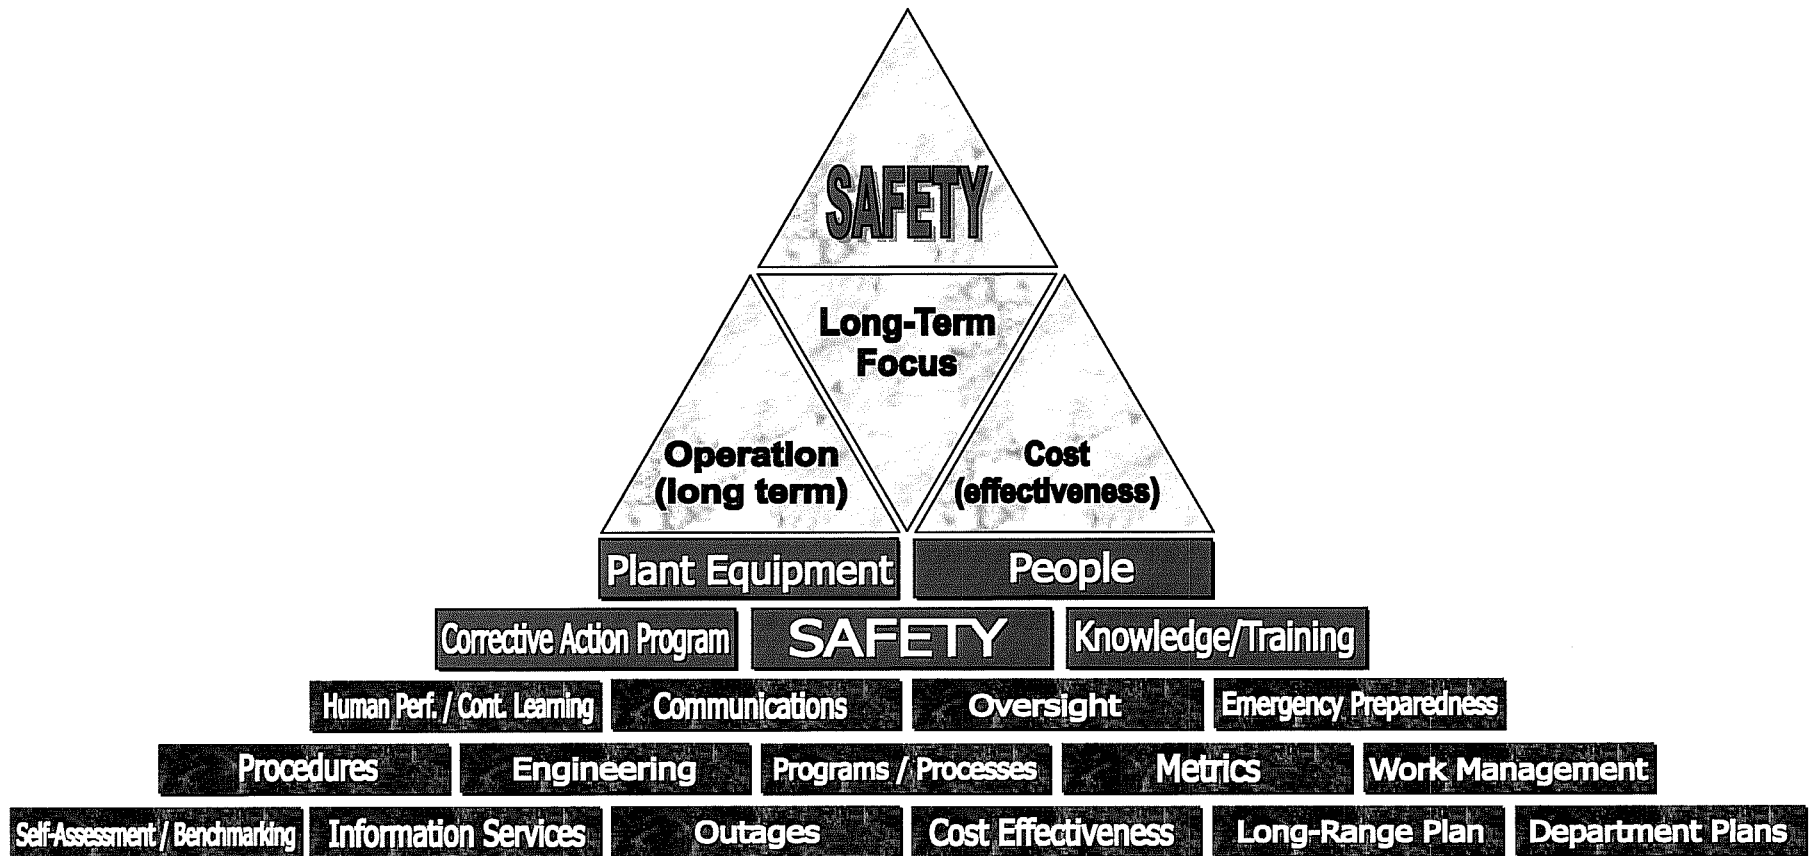 SAFETY
Long-Term
Focus
Operation
(long term)
Cost
(effectiveness)
Plant Equipment
People
Corrective Action Program
SAFETY
Knowledge/Training
Human Perf. / Cont. Learning
Communications
Oversight
Emergency Preparedness
Procedures
Engineering
Programs / Processes
Metrics
Work Management
Self-Assessment / Benchmarking
Information Services
Outages
Cost Effectiveness
Long-Range Plan
Department Plans